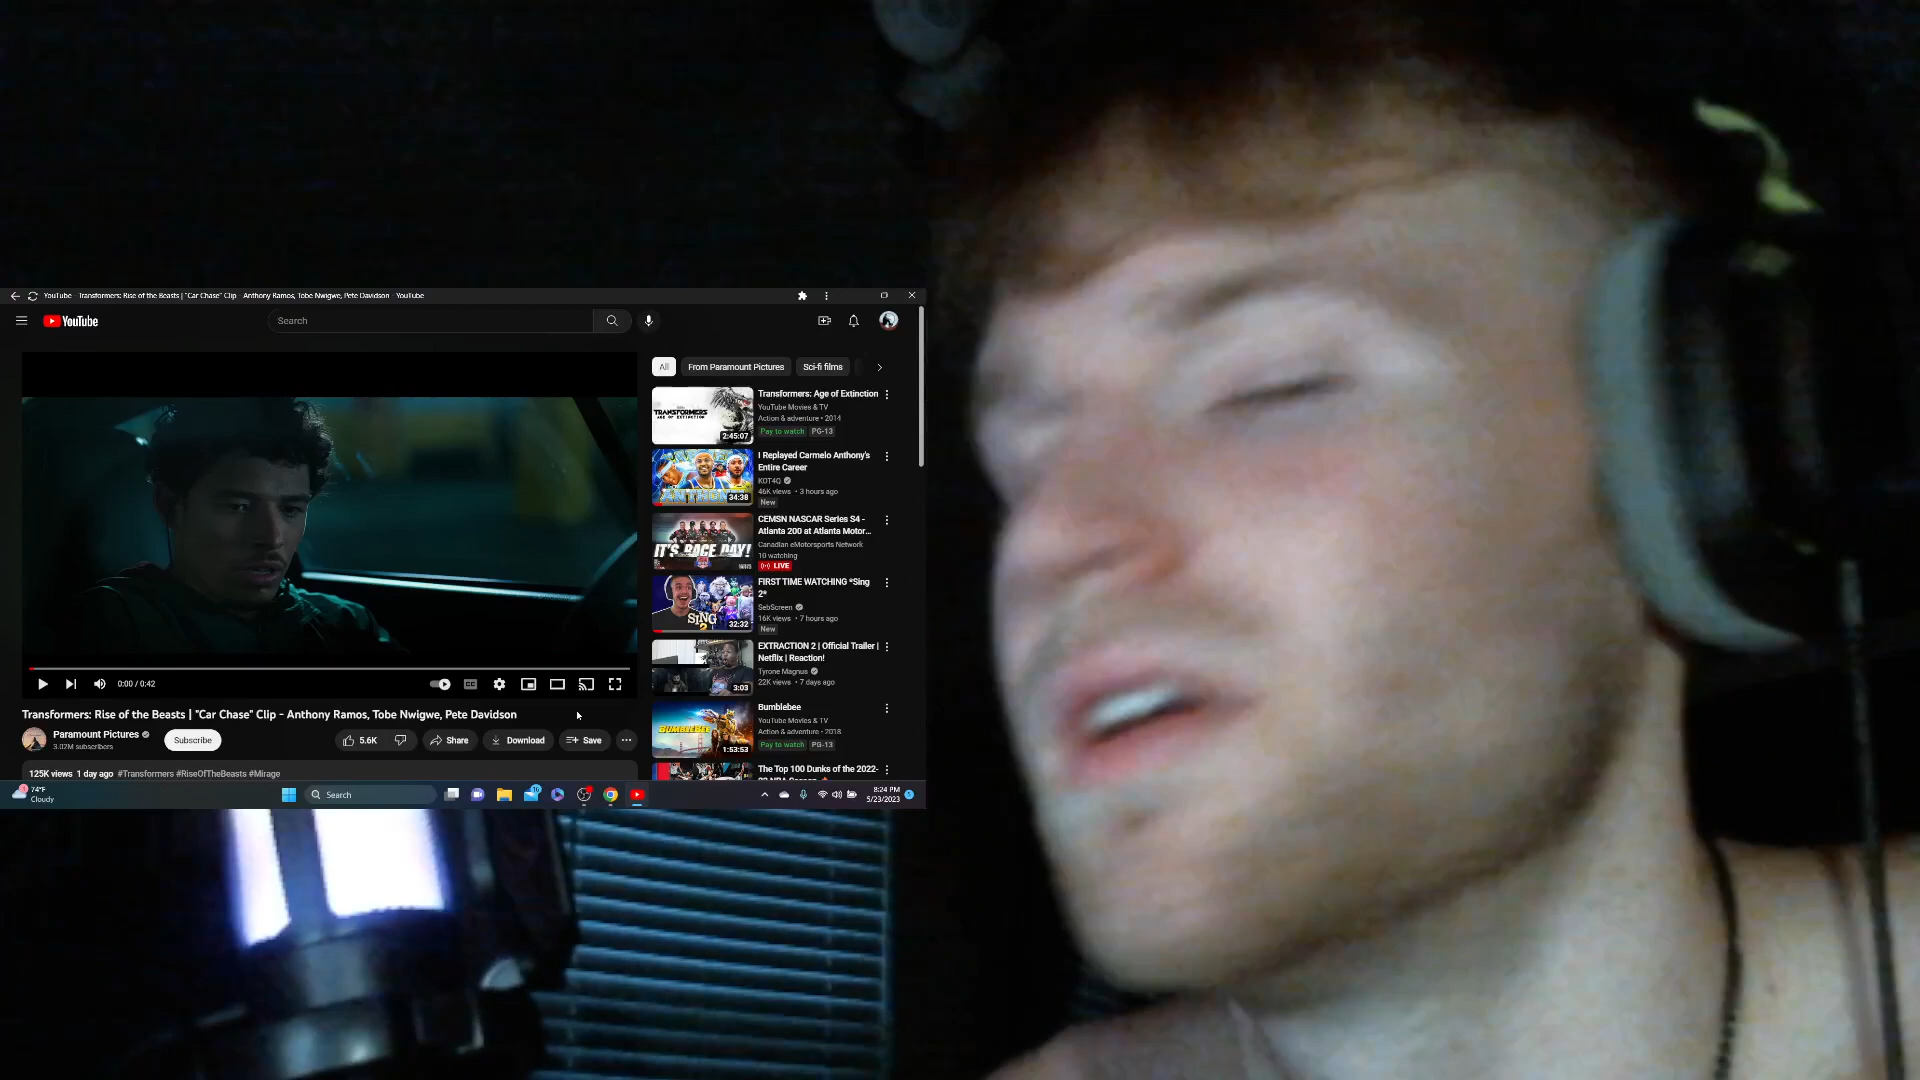 YouTube - Transformers: Rise of the Beasts | "Car Chase" Clip - Anthony Ramos, Tobe Nwigwe, Pete Davidson - YouTube
YouTube
Search
All
From Paramount Pictures
Sci-fi films
TRANSFORMERS
AGE OF EXTINCTION
2:45:07
Transformers: Age of Extinction
YouTube Movies & TV
Action & adventure • 2014
Pay to watch
PG-13
ANTHONY
34:38
I Replayed Carmelo Anthony's
Entire Career
KOT4Q
46K views • 3 hours ago
New
IT'S RACE DAY!
CEMSN NASCAR Series S4 -
Atlanta 200 at Atlanta Motor...
Canadian eMotorsports Network
10 watching
LIVE
SING
2
32:32
FIRST TIME WATCHING *Sing
2*
SebScreen
16K views • 7 hours ago
New
3:03
EXTRACTION 2 | Official Trailer |
Netflix | Reaction!
Tyrone Magnus
22K views • 7 days ago
BUMBLEBEE
1:53:53
Bumblebee
YouTube Movies & TV
Action & adventure • 2018
Pay to watch
PG-13
The Top 100 Dunks of the 2022-
0:00 / 0:42
CC
Transformers: Rise of the Beasts | "Car Chase" Clip - Anthony Ramos, Tobe Nwigwe, Pete Davidson
Paramount Pictures
3.02M subscribers
Subscribe
5.6K
Share
Download
Save
125K views 1 day ago #Transformers #RiseOfTheBeasts #Mirage
74°F
Cloudy
Search
8:24 PM
5/23/2023